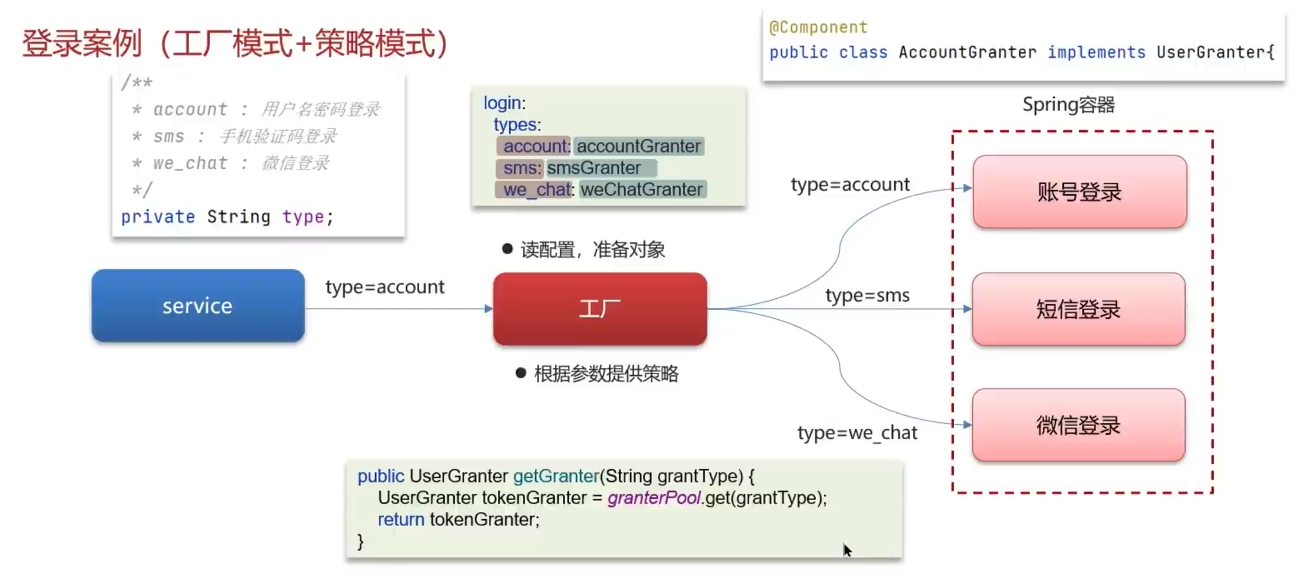 登录案例（工厂模式+策略模式）
@Component
public class AccountGranter implements UserGranter{
/**
* account : 用户名密码登录
* sms : 手机验证码登录
* we_chat : 微信登录
*/
private String type;
login:
types:
account: accountGranter
sms: smsGranter
we_chat: weChatGranter
Spring容器
type=account
账号登录
读配置，准备对象
service
type=account
工厂
type=sms
短信登录
根据参数提供策略
type=we_chat
微信登录
public UserGranter getGranter(String grantType) {
UserGranter tokenGranter = granterPool.get(grantType);
return tokenGranter;
}